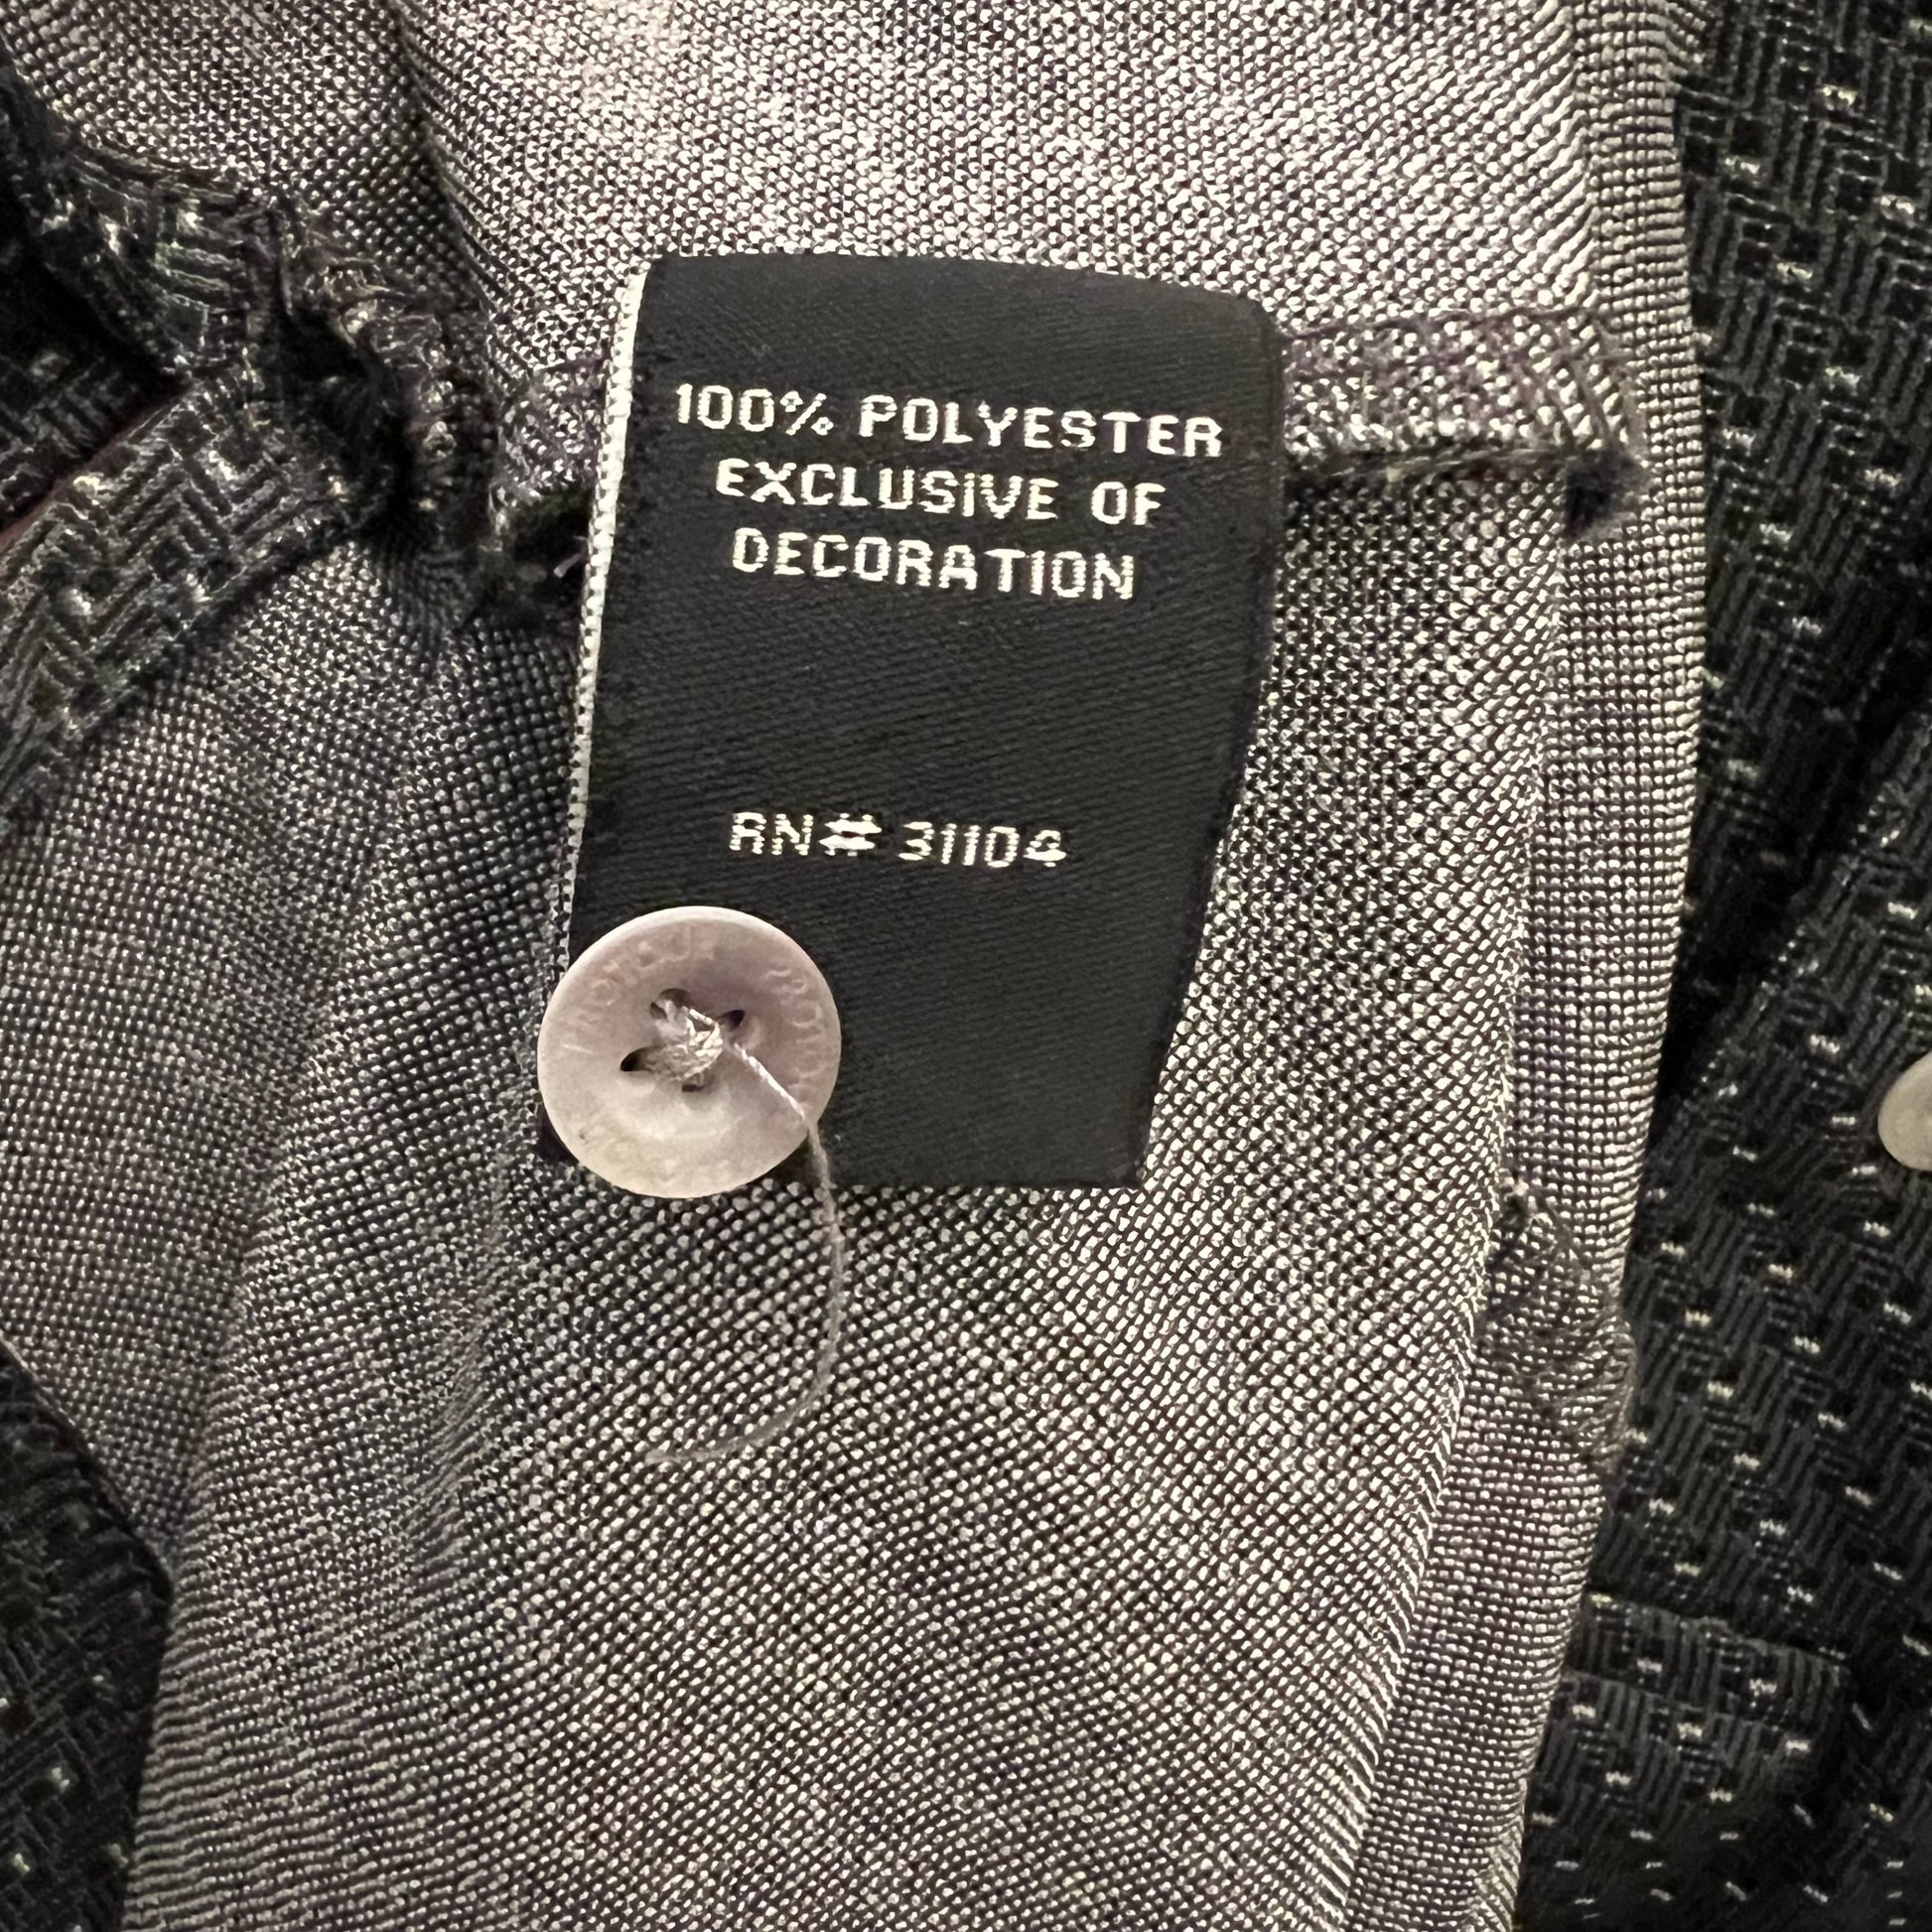 100% POLYESTER
EXCLUSIVE OF
DECORATION
RN# 31104